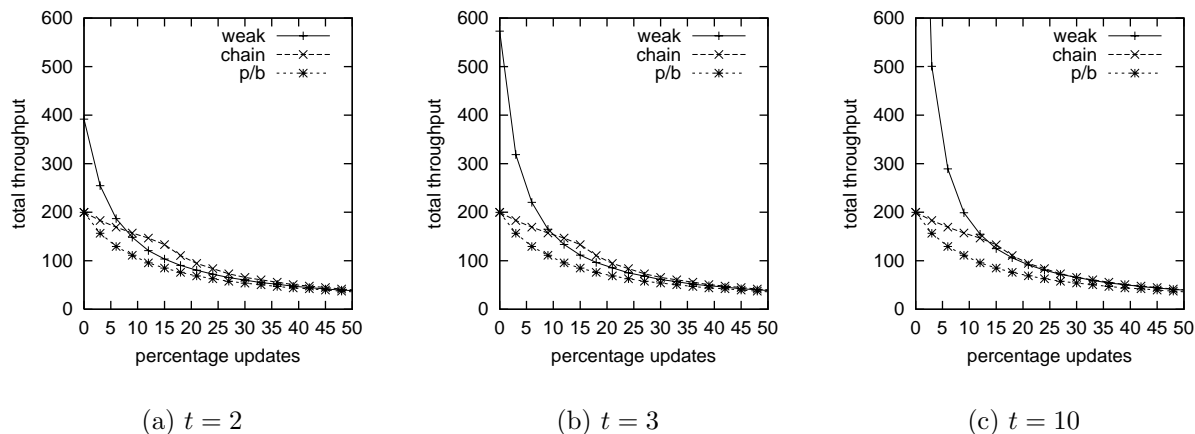 600
500
400
300
200
100
0
total throughput
weak
chain
p/b
0 5 10 15 20 25 30 35 40 45 50
percentage updates
(a) t = 2
600
500
400
300
200
100
0
total throughput
weak
chain
p/b
0 5 10 15 20 25 30 35 40 45 50
percentage updates
(b) t = 3
600
500
400
300
200
100
0
total throughput
weak
chain
p/b
0 5 10 15 20 25 30 35 40 45 50
percentage updates
(c) t = 10